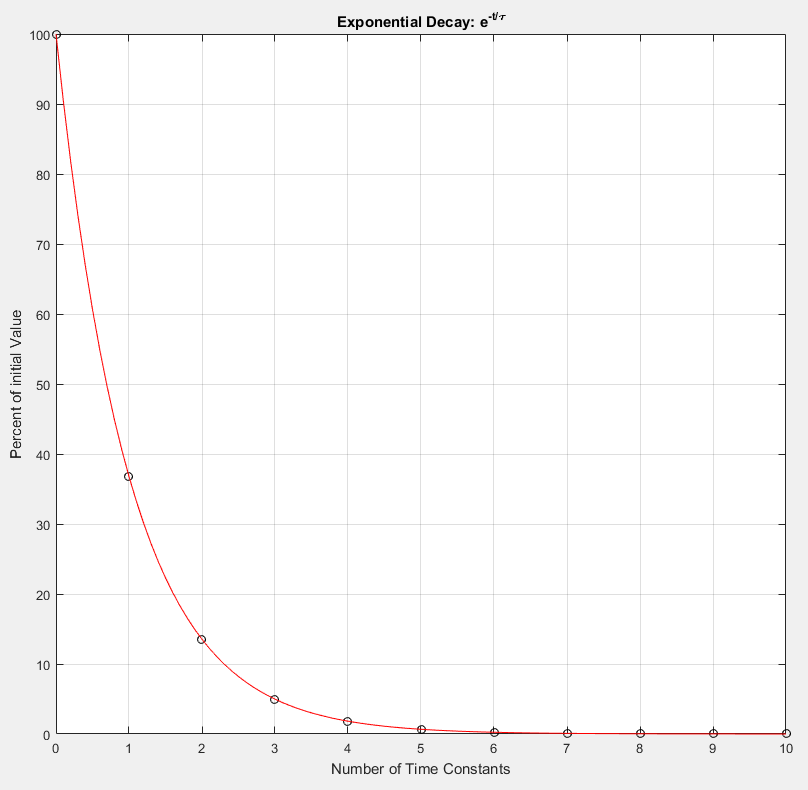 Exponential Decay: e^-t/τ
100
90
80
70
60
50
40
30
20
10
0
Percent of initial Value
0 1 2 3 4 5 6 7 8 9 10
Number of Time Constants